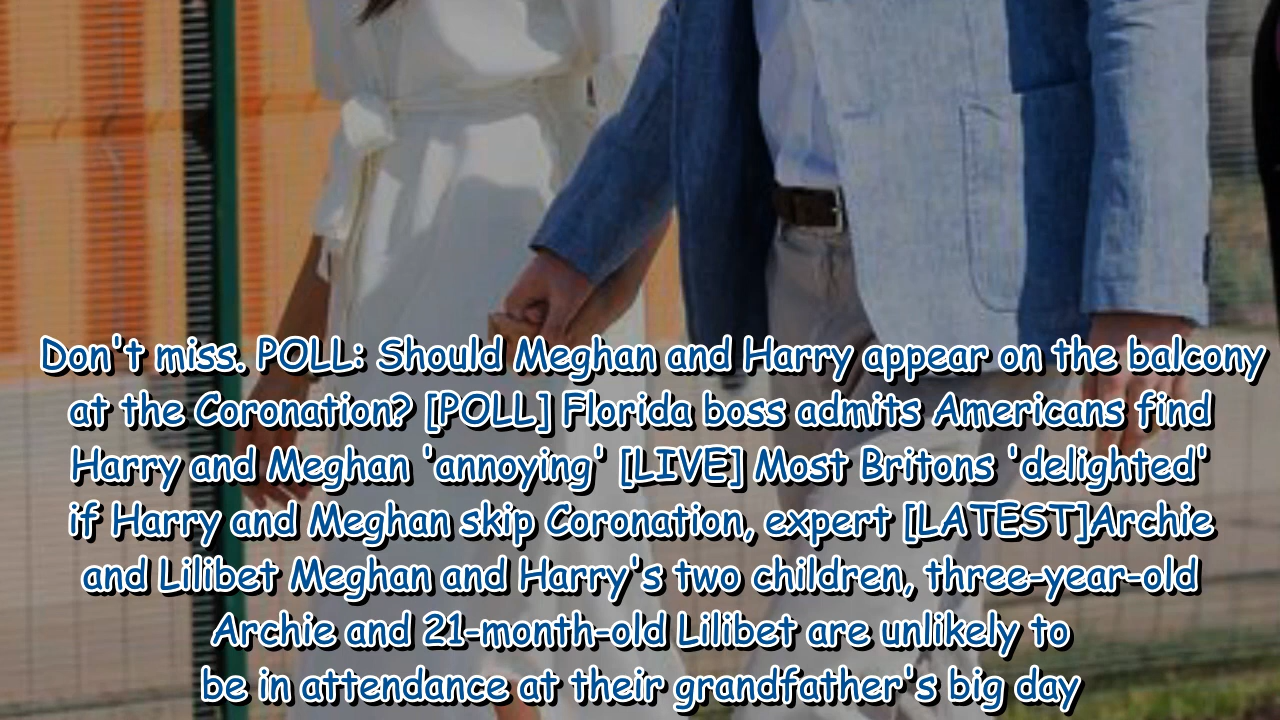 Don't miss. POLL: Should Meghan and Harry appear on the balcony
at the Coronation? [POLL] Florida boss admits Americans find
Harry and Meghan 'annoying' [LIVE] Most Britons 'delighted'
if Harry and Meghan skip Coronation, expert [LATEST]Archie
and Lilibet Meghan and Harry's two children, three-year-old
Archie and 21-month-old Lilibet are unlikely to
be in attendance at their grandfather's big day